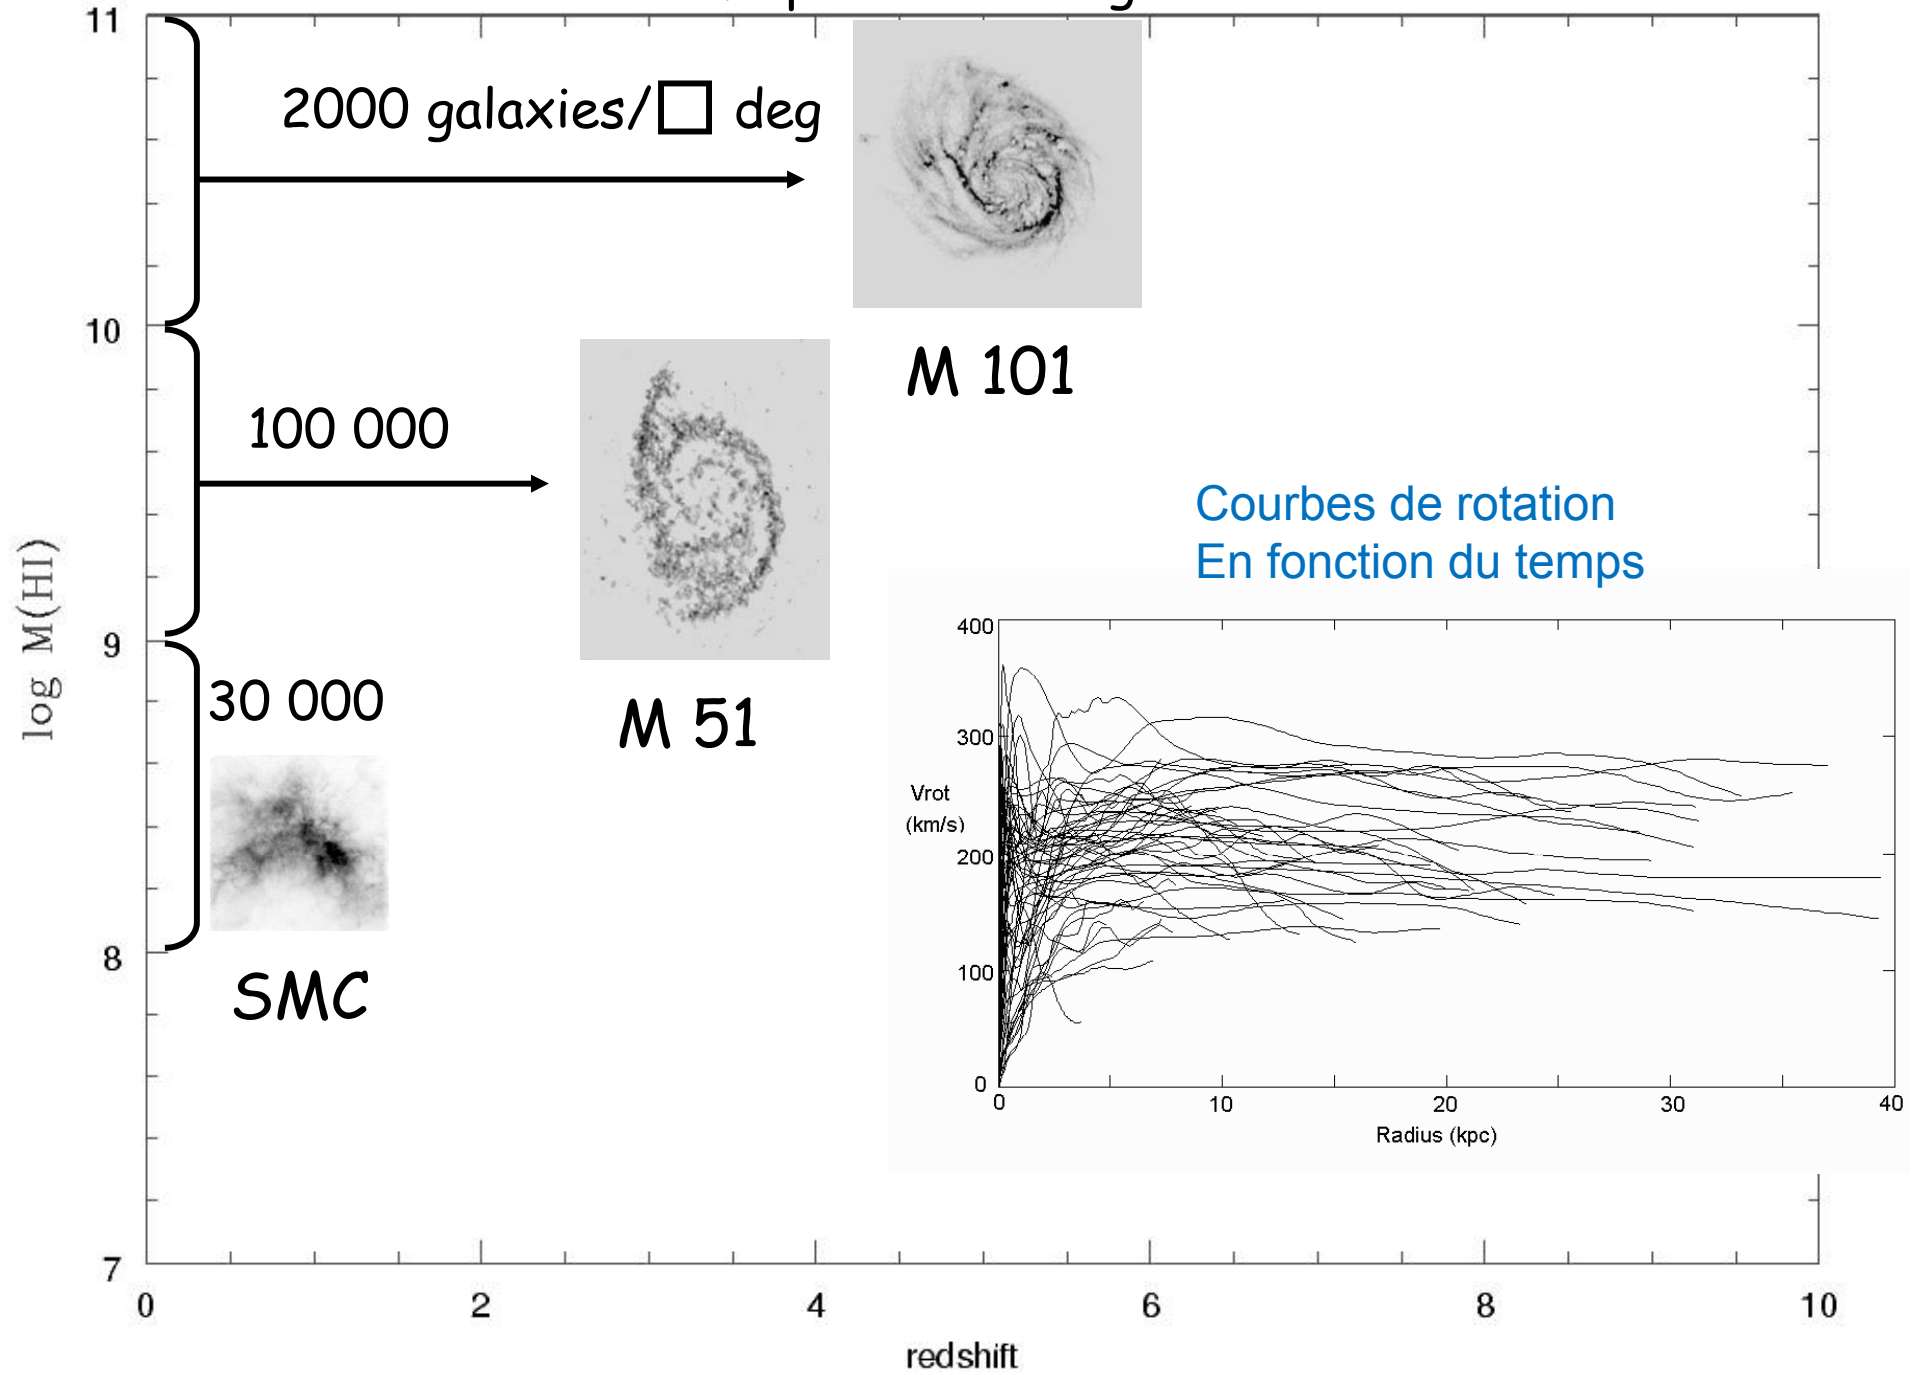 11
2000 galaxies/□ deg
10
M 101
100 000
Courbes de rotation
En fonction du temps
log M(HI)
9
30 000
M 51
400
300
Vrot
(km/s)
200
100
0
0 10 20 30 40
Radius (kpc)
8
SMC
7
0 2 4 6 8 10
redshift